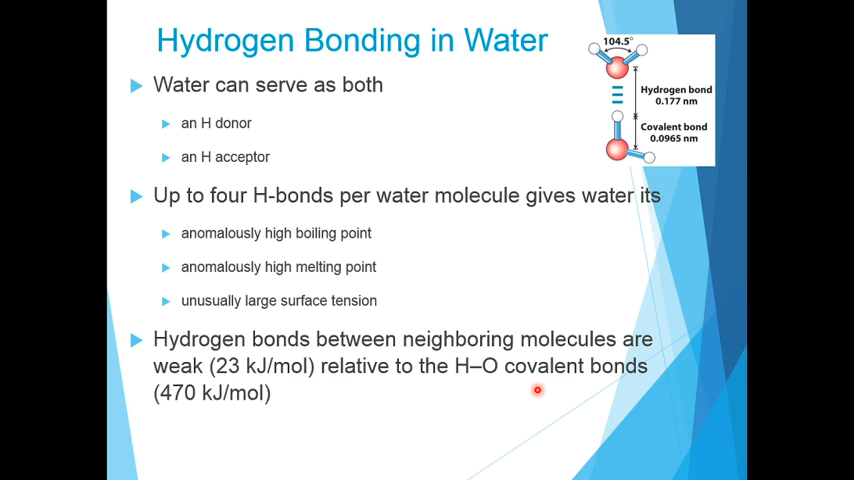 Hydrogen Bonding in Water
Water can serve as both
an H donor
an H acceptor
Up to four H-bonds per water molecule gives water its
anomalously high boiling point
anomalously high melting point
unusually large surface tension
Hydrogen bonds between neighboring molecules are
weak (23 kJ/mol) relative to the H–O covalent bonds
(470 kJ/mol)
104.5°
Hydrogen bond
0.177 nm
Covalent bond
0.0965 nm